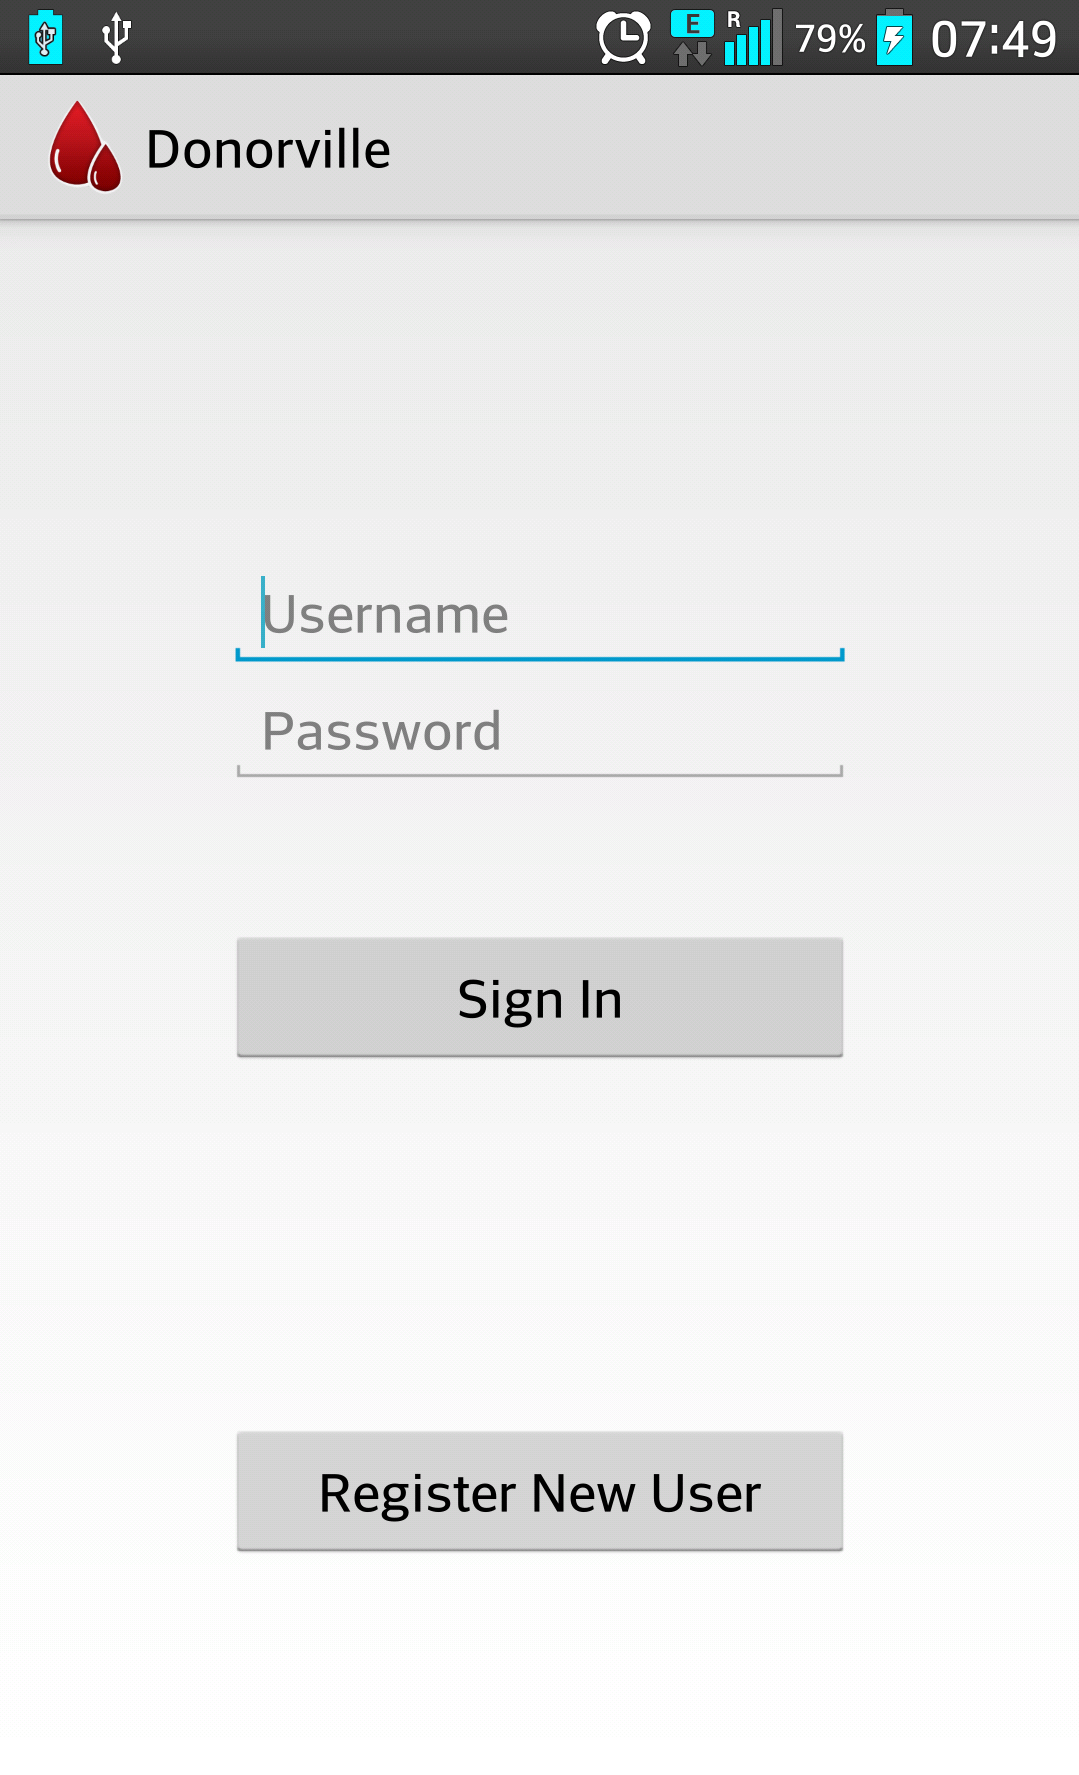 E R 79% 07:49
Donorville
Username
Password
Sign In
Register New User